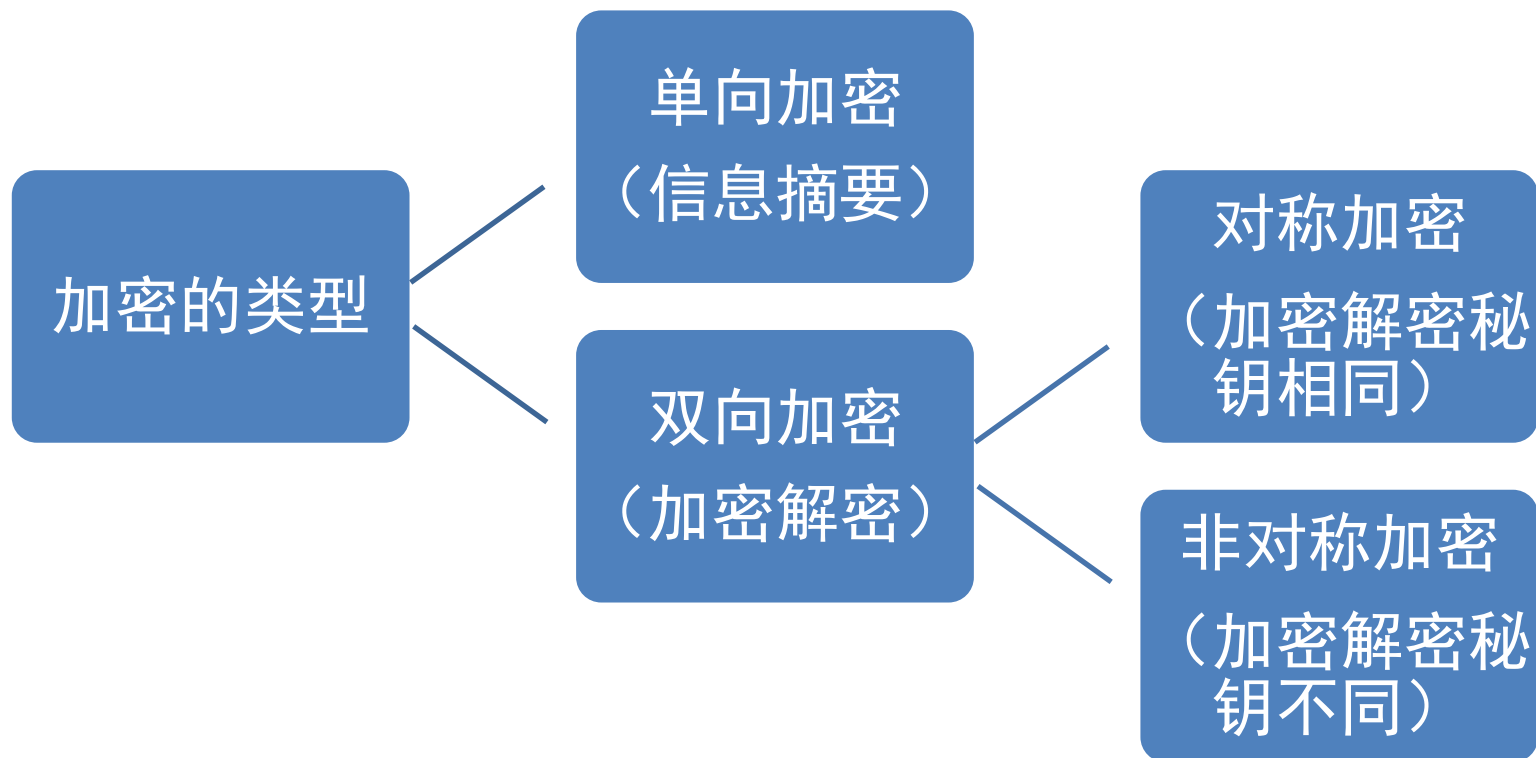 加密的类型
单向加密
（信息摘要）
双向加密
（加密解密）
对称加密
（加密解密秘
钥相同）
非对称加密
（加密解密秘
钥不同）